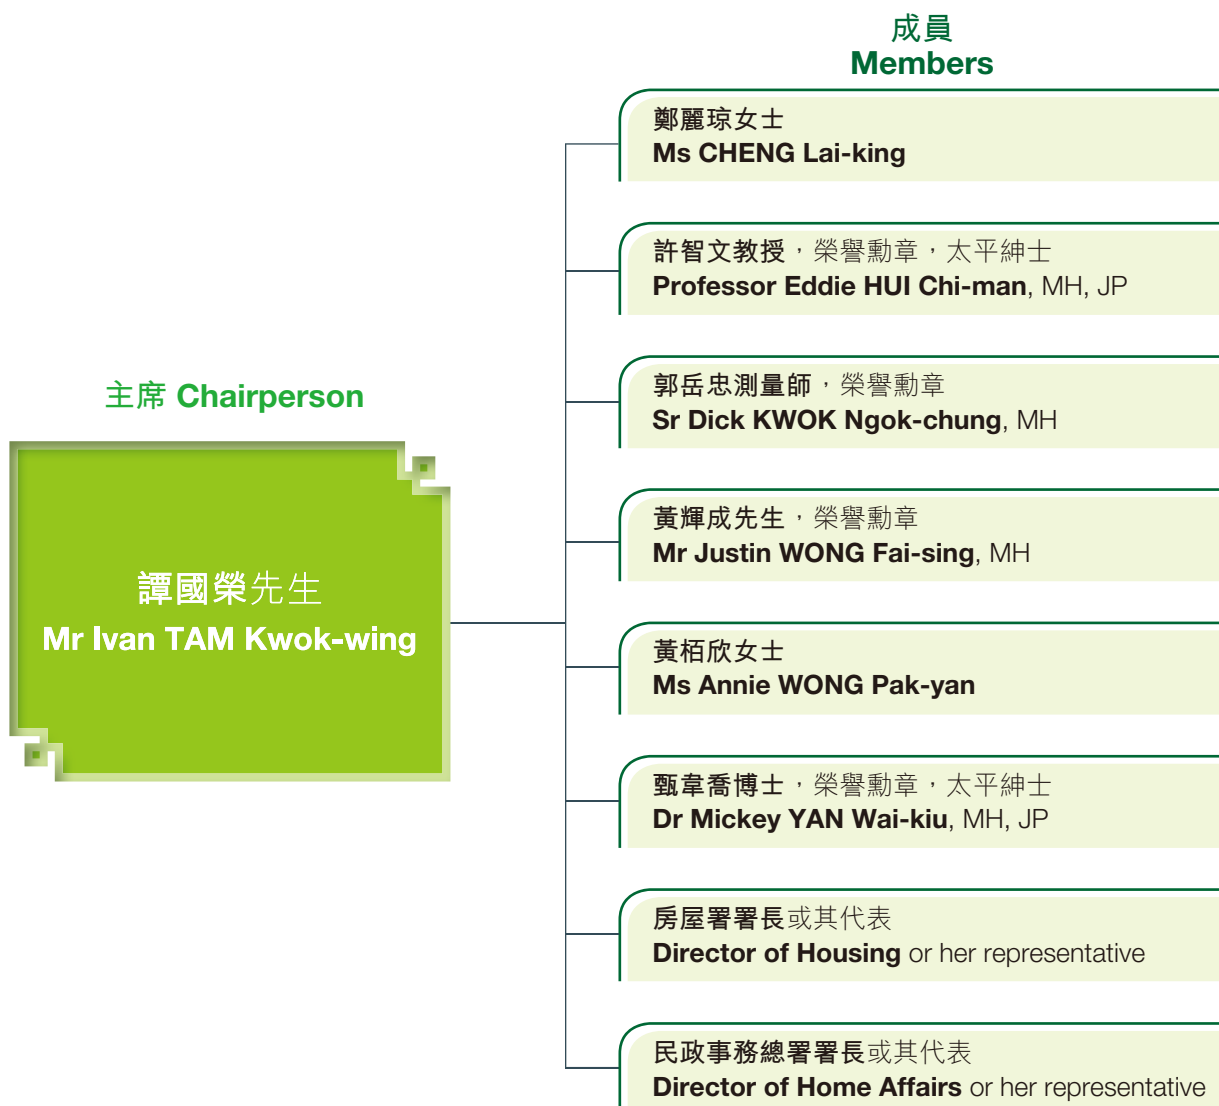 成員
Members
鄭麗琼女士
Ms CHENG Lai-king
許智文教授，榮譽勳章，太平紳士
Professor Eddie HUI Chi-man, MH, JP
主席 Chairperson
郭岳忠測量師，榮譽勳章
Sr Dick KWOK Ngok-chung, MH
黃輝成先生，榮譽勳章
Mr Justin WONG Fai-sing, MH
譚國榮先生
Mr Ivan TAM Kwok-wing
黃栢欣女士
Ms Annie WONG Pak-yan
甄韋喬博士，榮譽勳章，太平紳士
Dr Mickey YAN Wai-kiu, MH, JP
房屋署署長或其代表
Director of Housing or her representative
民政事務總署署長或其代表
Director of Home Affairs or her representative